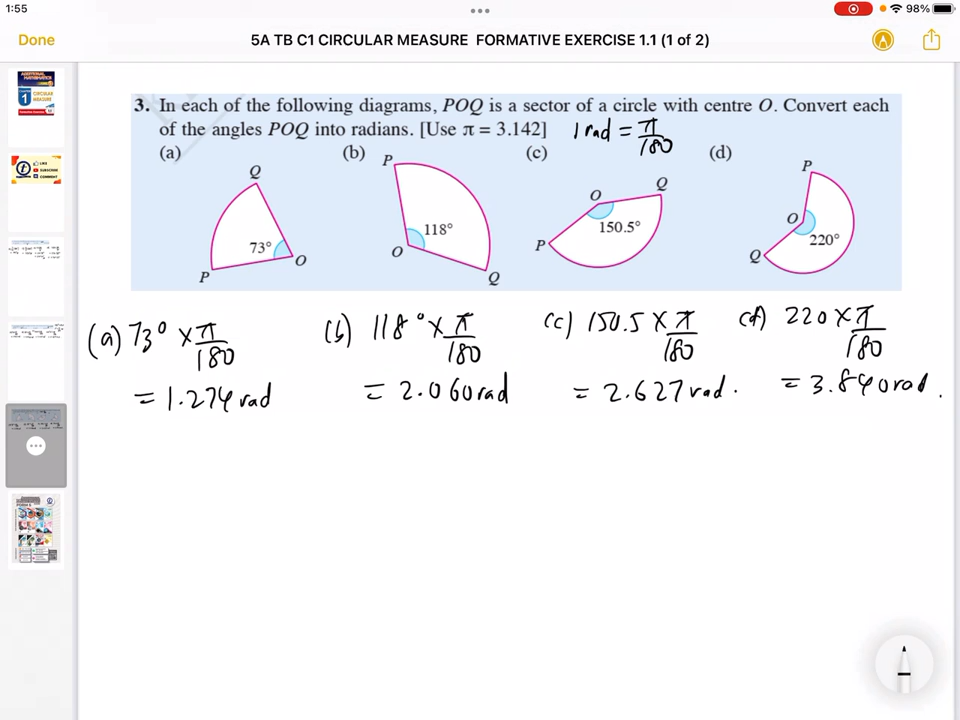 1:55
98%
Done
5A TB C1 CIRCULAR MEASURE FORMATIVE EXERCISE 1.1 (1 of 2)
3. In each of the following diagrams, POQ is a sector of a circle with centre O. Convert each
of the angles POQ into radians. [Use π = 3.142] 1 rad = π/180
(a) (b) (c) (d)
Q
73°
O
P
P
118°
O
Q
O
Q
150.5°
P
P
O
220°
Q
(a) 73° × π/180
= 1.274 rad
(b) 118° × π/180
= 2.060 rad
(c) 150.5 × π/180
= 2.627 rad.
(d) 220 × π/180
= 3.840 rad.